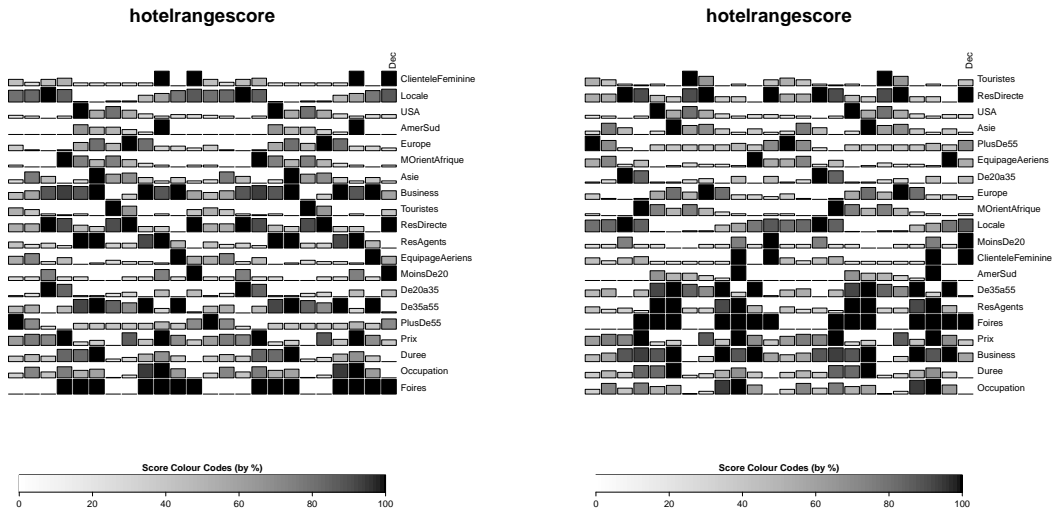 hotelrangescore
Dec
ClienteleFeminine
Locale
USA
AmerSud
Europe
MOrientAfrique
Asie
Business
Touristes
ResDirecte
ResAgents
EquipageAeriens
MoinsDe20
De20a35
De35a55
PlusDe55
Prix
Duree
Occupation
Foires
Score Colour Codes (by %)
0 20 40 60 80 100
hotelrangescore
Dec
Touristes
ResDirecte
USA
Asie
PlusDe55
EquipageAeriens
De20a35
Europe
MOrientAfrique
Locale
MoinsDe20
ClienteleFeminine
AmerSud
De35a55
ResAgents
Foires
Prix
Business
Duree
Occupation
Score Colour Codes (by %)
0 20 40 60 80 100